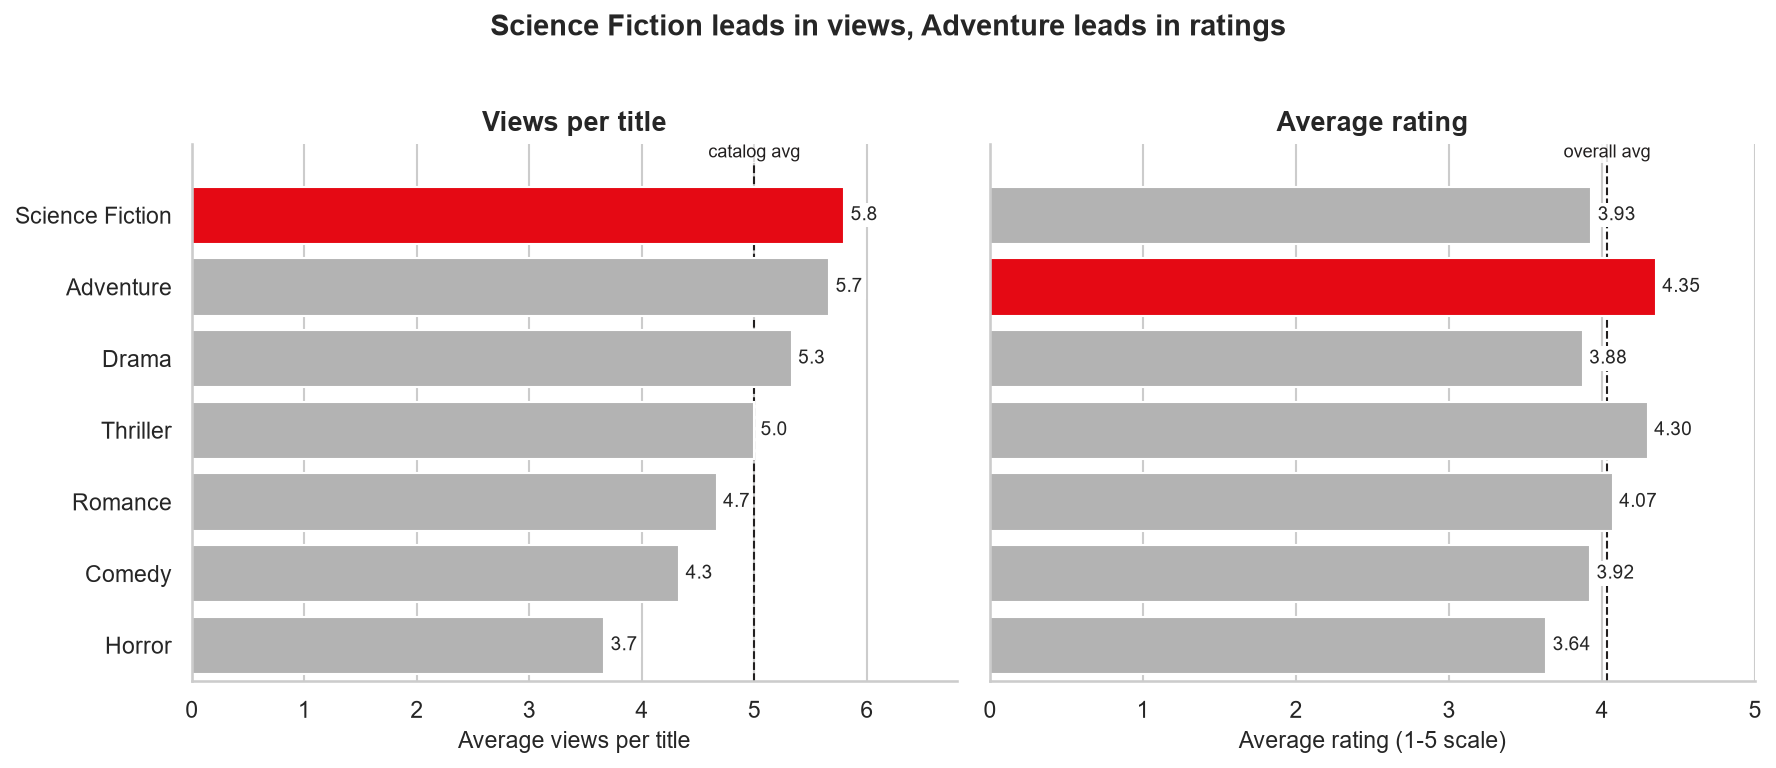 Science Fiction leads in views, Adventure leads in ratings
Views per title
catalog avg
Science Fiction 5.8
Adventure 5.7
Drama 5.3
Thriller 5.0
Romance 4.7
Comedy 4.3
Horror 3.7
0 1 2 3 4 5 6
Average views per title
Average rating
overall avg
3.93
4.35
3.88
4.30
4.07
3.92
3.64
0 1 2 3 4 5
Average rating (1-5 scale)